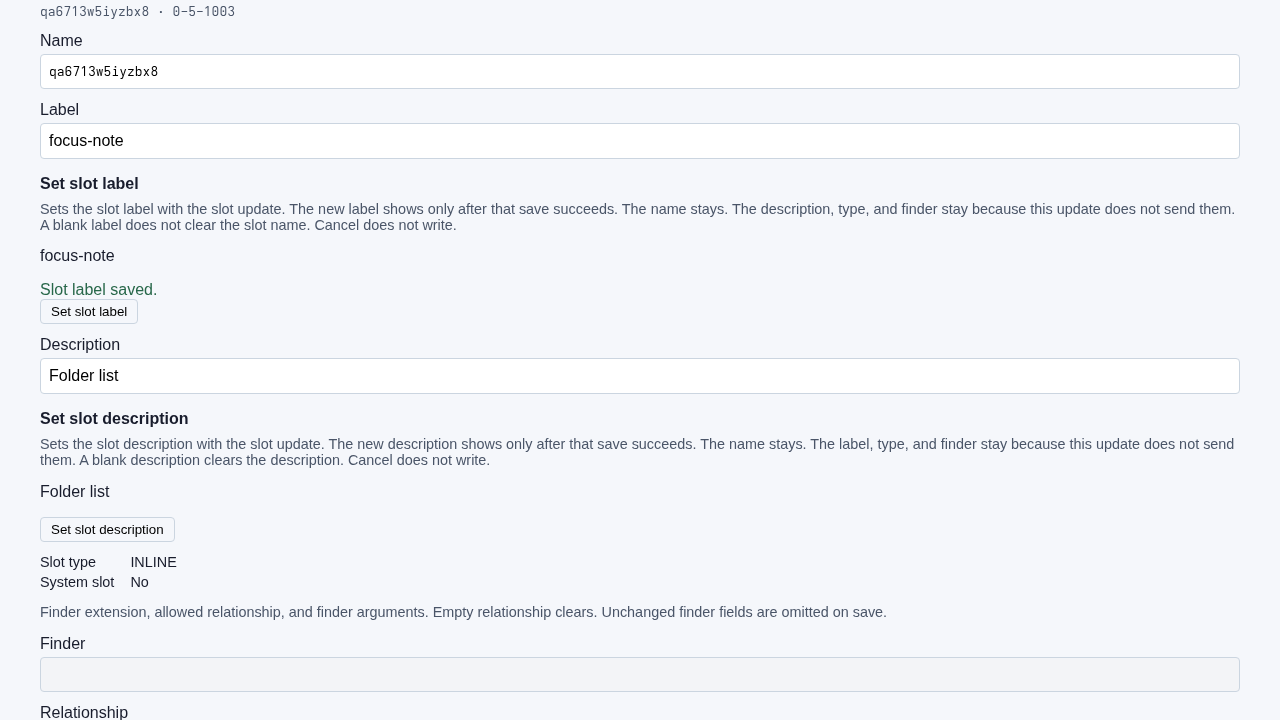 qa6713w5iyzbx8 · 0-5-1003
Name
qa6713w5iyzbx8
Label
focus-note
Set slot label
Sets the slot label with the slot update. The new label shows only after that save succeeds. The name stays. The description, type, and finder stay because this update does not send them.
A blank label does not clear the slot name. Cancel does not write.
focus-note
Slot label saved.
Set slot label
Description
Folder list
Set slot description
Sets the slot description with the slot update. The new description shows only after that save succeeds. The name stays. The label, type, and finder stay because this update does not send
them. A blank description clears the description. Cancel does not write.
Folder list
Set slot description
Slot type INLINE
System slot No
Finder extension, allowed relationship, and finder arguments. Empty relationship clears. Unchanged finder fields are omitted on save.
Finder
Relationship